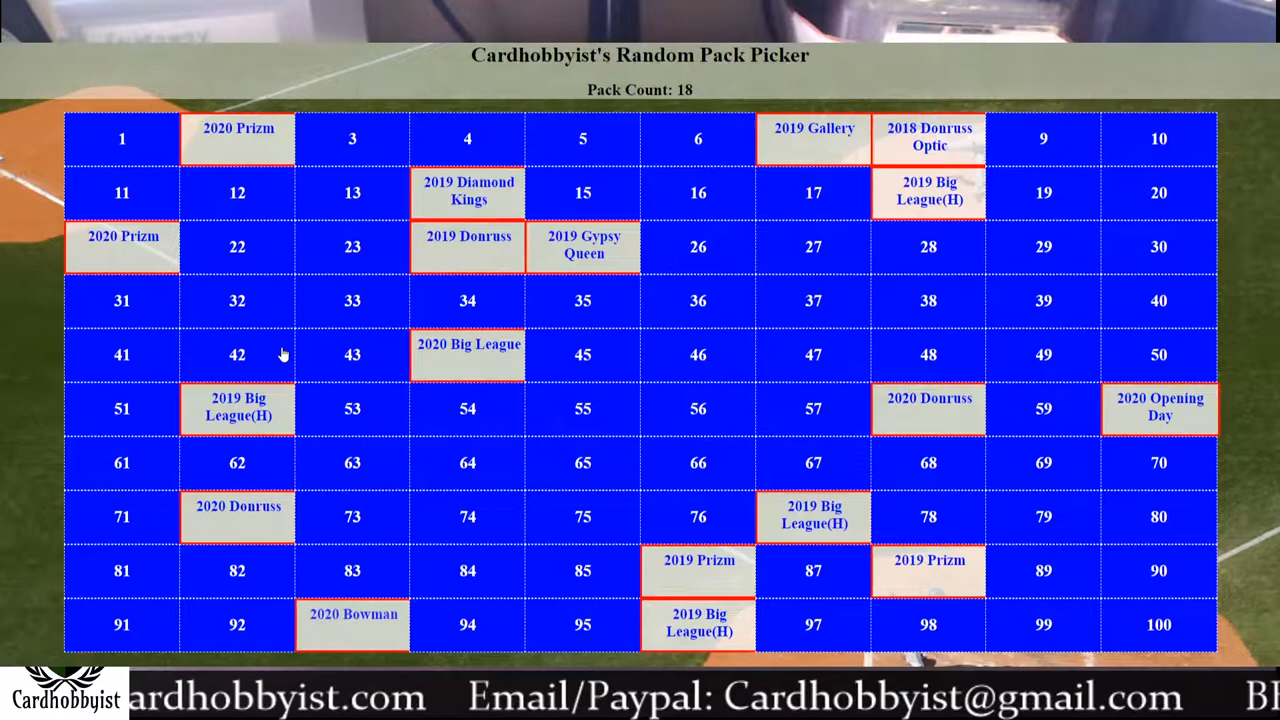 Cardhobbyist's Random Pack Picker
Pack Count: 18
1 2020 Prizm 3 4 5 6 2019 Gallery 2018 Donruss Optic 9 10
11 12 13 2019 Diamond Kings 15 16 17 2019 Big League(H) 19 20
2020 Prizm 22 23 2019 Donruss 2019 Gypsy Queen 26 27 28 29 30
31 32 33 34 35 36 37 38 39 40
41 42 43 2020 Big League 45 46 47 48 49 50
51 2019 Big League(H) 53 54 55 56 57 2020 Donruss 59 2020 Opening Day
61 62 63 64 65 66 67 68 69 70
71 2020 Donruss 73 74 75 76 2019 Big League(H) 78 79 80
81 82 83 84 85 2019 Prizm 87 2019 Prizm 89 90
91 92 2020 Bowman 94 95 2019 Big League(H) 97 98 99 100
Cardhobbyist
ardhobbyist.com Email/Paypal: Cardhobbyist@gmail.com